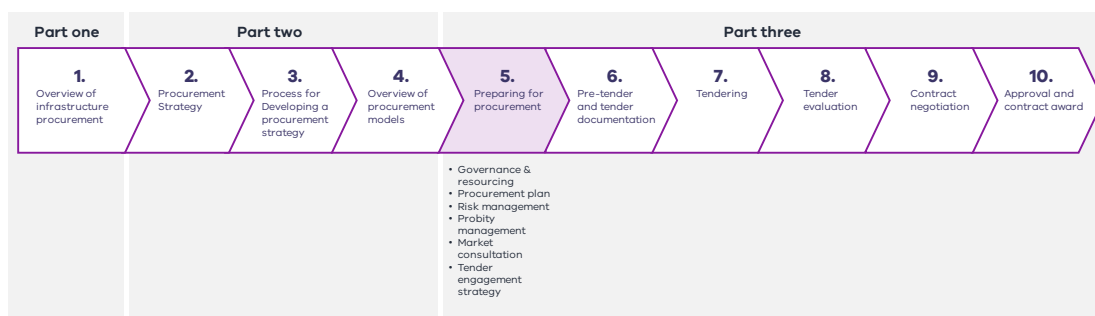 Part one
Part two
Part three
1.
Overview of
infrastructure
procurement
2.
Procurement
Strategy
3.
Process for
Developing a
procurement
strategy
4.
Overview of
procurement
models
5.
Preparing for
procurement
6.
Pre-tender
and tender
documentation
7.
Tendering
8.
Tender
evaluation
9.
Contract
negotiation
10.
Approval and
contract award
• Governance &
resourcing
• Procurement plan
• Risk management
• Probity
management
• Market
consultation
• Tender
engagement
strategy